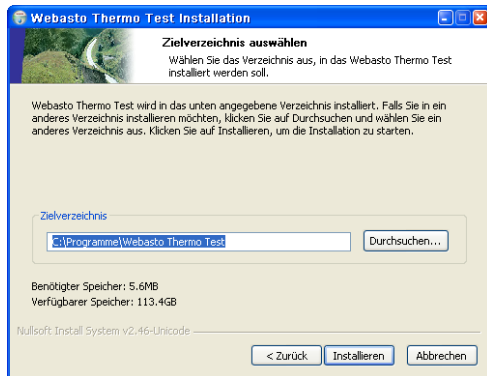 Webasto Thermo Test Installation
Zielverzeichnis auswählen
Wählen Sie das Verzeichnis aus, in das Webasto Thermo Test
installiert werden soll.
Webasto Thermo Test wird in das unten angegebene Verzeichnis installiert. Falls Sie in ein
anderes Verzeichnis installieren möchten, klicken Sie auf Durchsuchen und wählen Sie ein
anderes Verzeichnis aus. Klicken Sie auf Installieren, um die Installation zu starten.
Zielverzeichnis
C:\Programme\Webasto Thermo Test
Durchsuchen...
Benötigter Speicher: 5.6MB
Verfügbarer Speicher: 113.4GB
Nullsoft Install System v2.46-Unicode
< Zurück
Installieren
Abbrechen